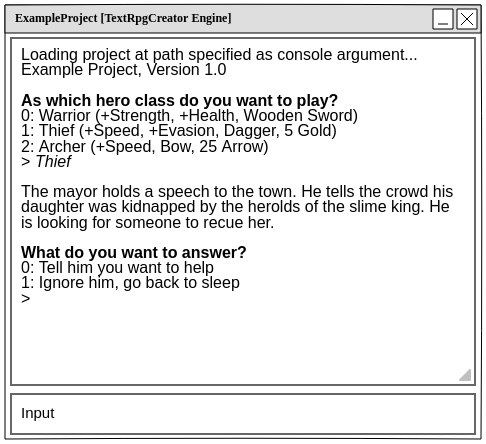 ExampleProject [TextRpgCreator Engine]
Loading project at path specified as console argument...
Example Project, Version 1.0
As which hero class do you want to play?
0: Warrior (+Strength, +Health, Wooden Sword)
1: Thief (+Speed, +Evasion, Dagger, 5 Gold)
2: Archer (+Speed, Bow, 25 Arrow)
> Thief
The mayor holds a speech to the town. He tells the crowd his
daughter was kidnapped by the herolds of the slime king. He
is looking for someone to recue her.
What do you want to answer?
0: Tell him you want to help
1: Ignore him, go back to sleep
>
Input